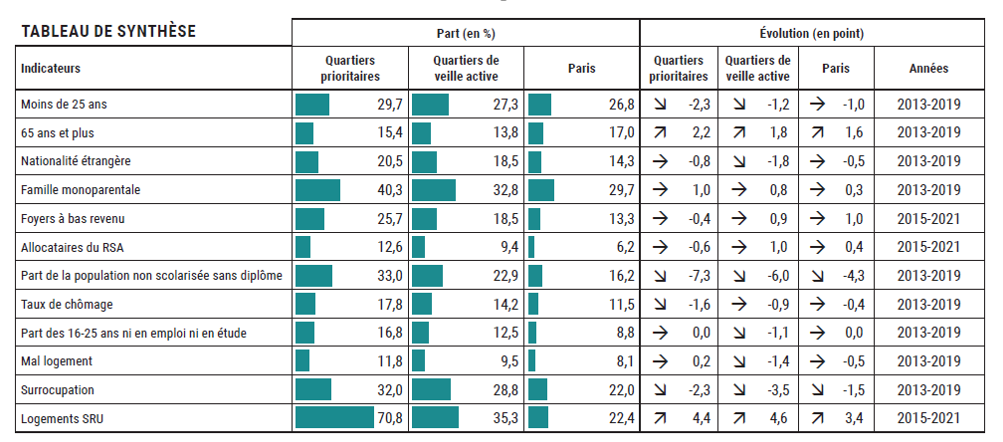 TABLEAU DE SYNTHÈSE Part (en %) Évolution (en point)
Indicateurs Quartiers prioritaires Quartiers de veille active Paris Quartiers prioritaires Quartiers de veille active Paris Années
Moins de 25 ans 29,7 27,3 26,8 ↘ -2,3 ↘ -1,2 → -1,0 2013-2019
65 ans et plus 15,4 13,8 17,0 ↗ 2,2 ↗ 1,8 ↗ 1,6 2013-2019
Nationalité étrangère 20,5 18,5 14,3 → -0,8 ↘ -1,8 → -0,5 2013-2019
Famille monoparentale 40,3 32,8 29,7 → 1,0 → 0,8 → 0,3 2013-2019
Foyers à bas revenu 25,7 18,5 13,3 → -0,4 → 0,9 → 1,0 2015-2021
Allocataires du RSA 12,6 9,4 6,2 → -0,6 → 1,0 → 0,4 2015-2021
Part de la population non scolarisée sans diplôme 33,0 22,9 16,2 ↘ -7,3 ↘ -6,0 ↘ -4,3 2013-2019
Taux de chômage 17,8 14,2 11,5 ↘ -1,6 → -0,9 → -0,4 2013-2019
Part des 16-25 ans ni en emploi ni en étude 16,8 12,5 8,8 → 0,0 ↘ -1,1 → 0,0 2013-2019
Mal logement 11,8 9,5 8,1 → 0,2 ↘ -1,4 → -0,5 2013-2019
Surrocupation 32,0 28,8 22,0 ↘ -2,3 ↘ -3,5 ↘ -1,5 2013-2019
Logements SRU 70,8 35,3 22,4 ↗ 4,4 ↗ 4,6 ↗ 3,4 2015-2021